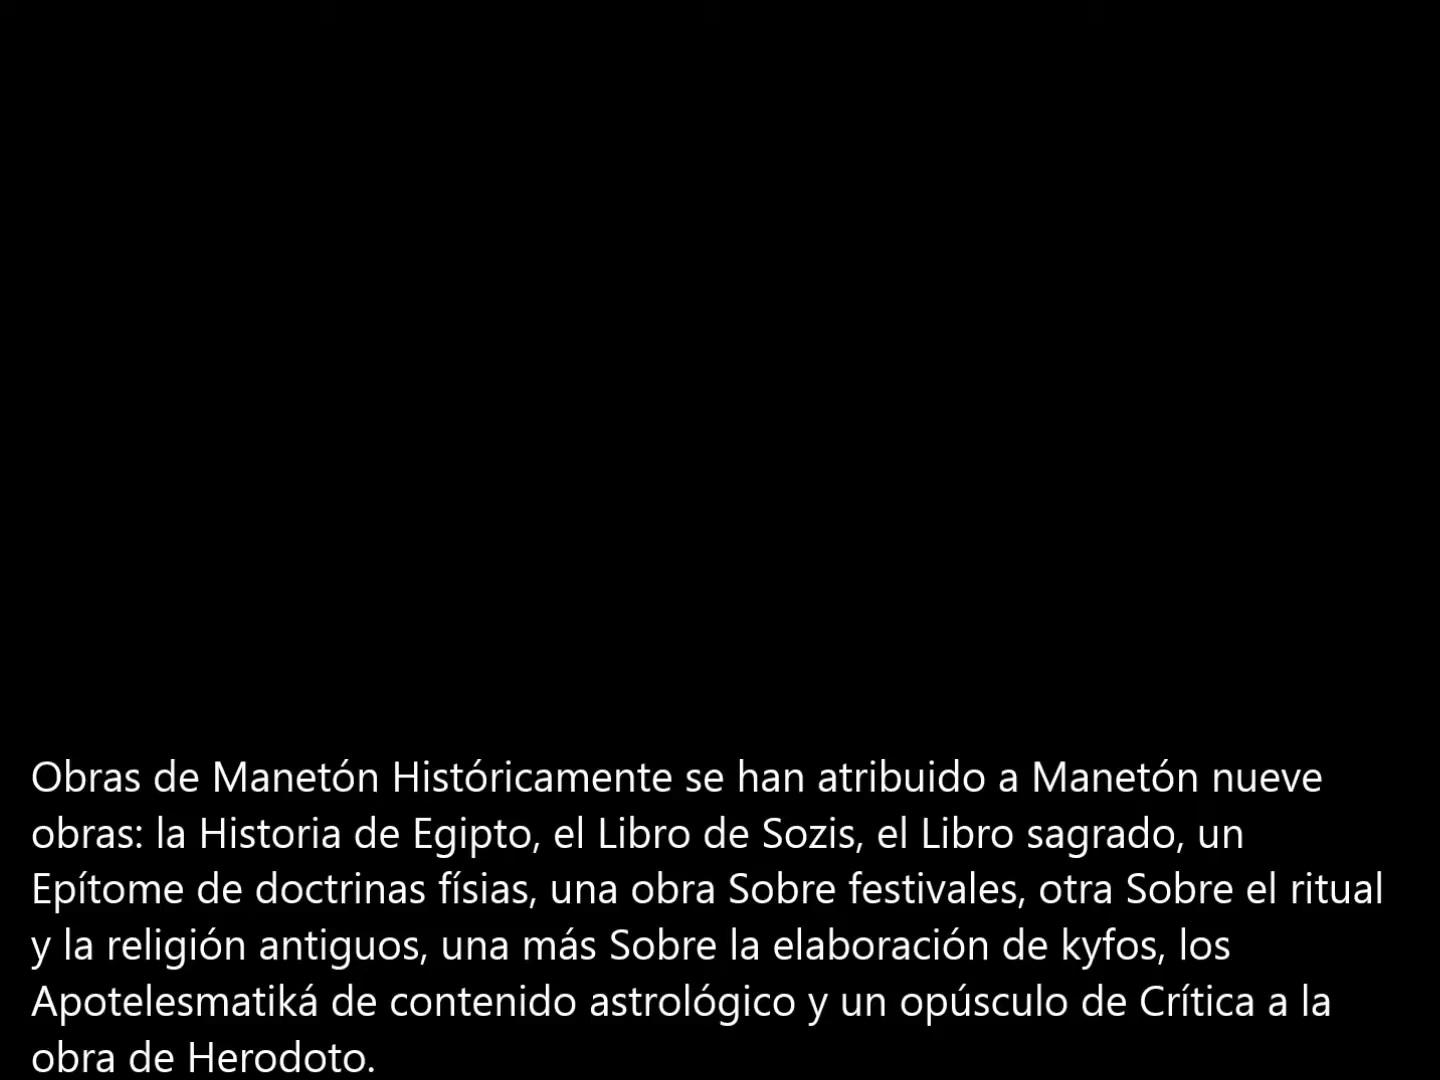 Obras de Manetón Históricamente se han atribuido a Manetón nueve
obras: la Historia de Egipto, el Libro de Sozis, el Libro sagrado, un
Epítome de doctrinas físias, una obra Sobre festivales, otra Sobre el ritual
y la religión antiguos, una más Sobre la elaboración de kyfos, los
Apotelesmatiká de contenido astrológico y un opúsculo de Crítica a la
obra de Herodoto.